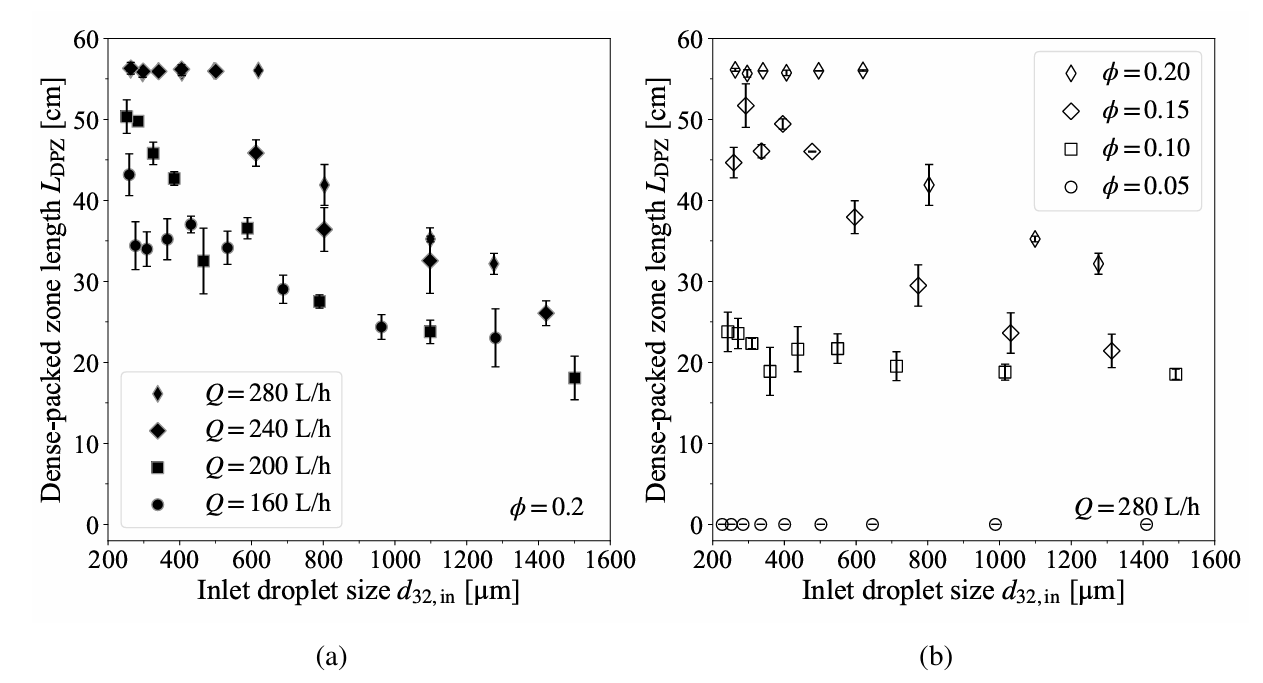 60
50
40
30
20
10
0
Dense-packed zone length L_DPZ [cm]
Q = 280 L/h
Q = 240 L/h
Q = 200 L/h
Q = 160 L/h
ϕ = 0.2
200 400 600 800 1000 1200 1400 1600
Inlet droplet size d_32, in [μm]
(a)
60
50
40
30
20
10
0
Dense-packed zone length L_DPZ [cm]
ϕ = 0.20
ϕ = 0.15
ϕ = 0.10
ϕ = 0.05
Q = 280 L/h
200 400 600 800 1000 1200 1400 1600
Inlet droplet size d_32, in [μm]
(b)